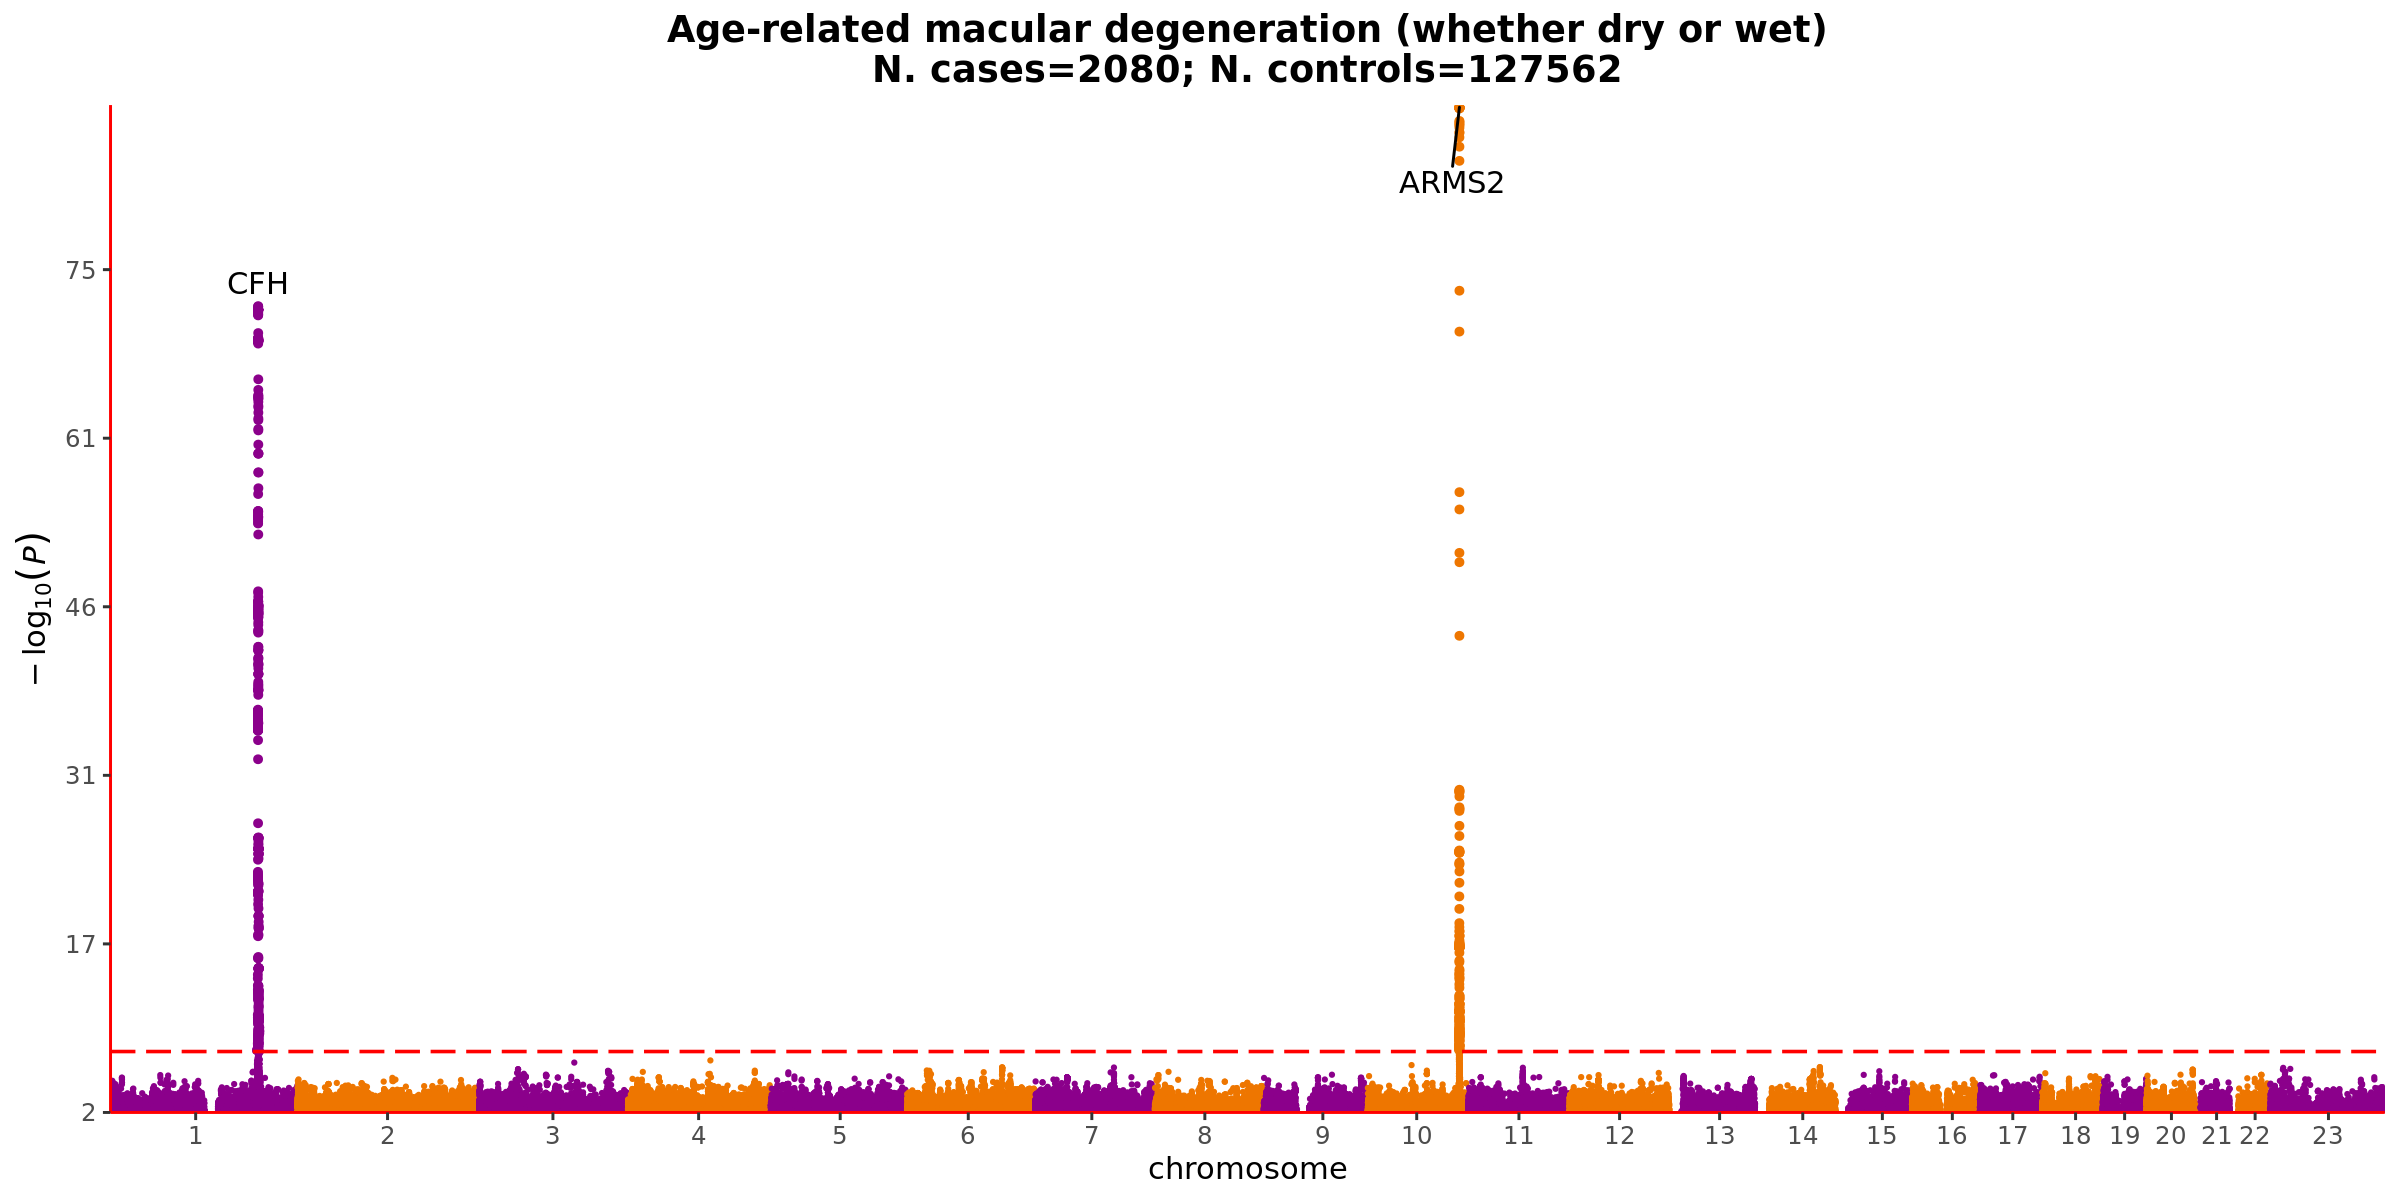 Age-related macular degeneration (whether dry or wet)
N. cases=2080; N. controls=127562
ARMS2
CFH
75
61
46
31
17
2
−log10(P)
1 2 3 4 5 6 7 8 9 10 11 12 13 14 15 16 17 18 19 20 21 22 23
chromosome